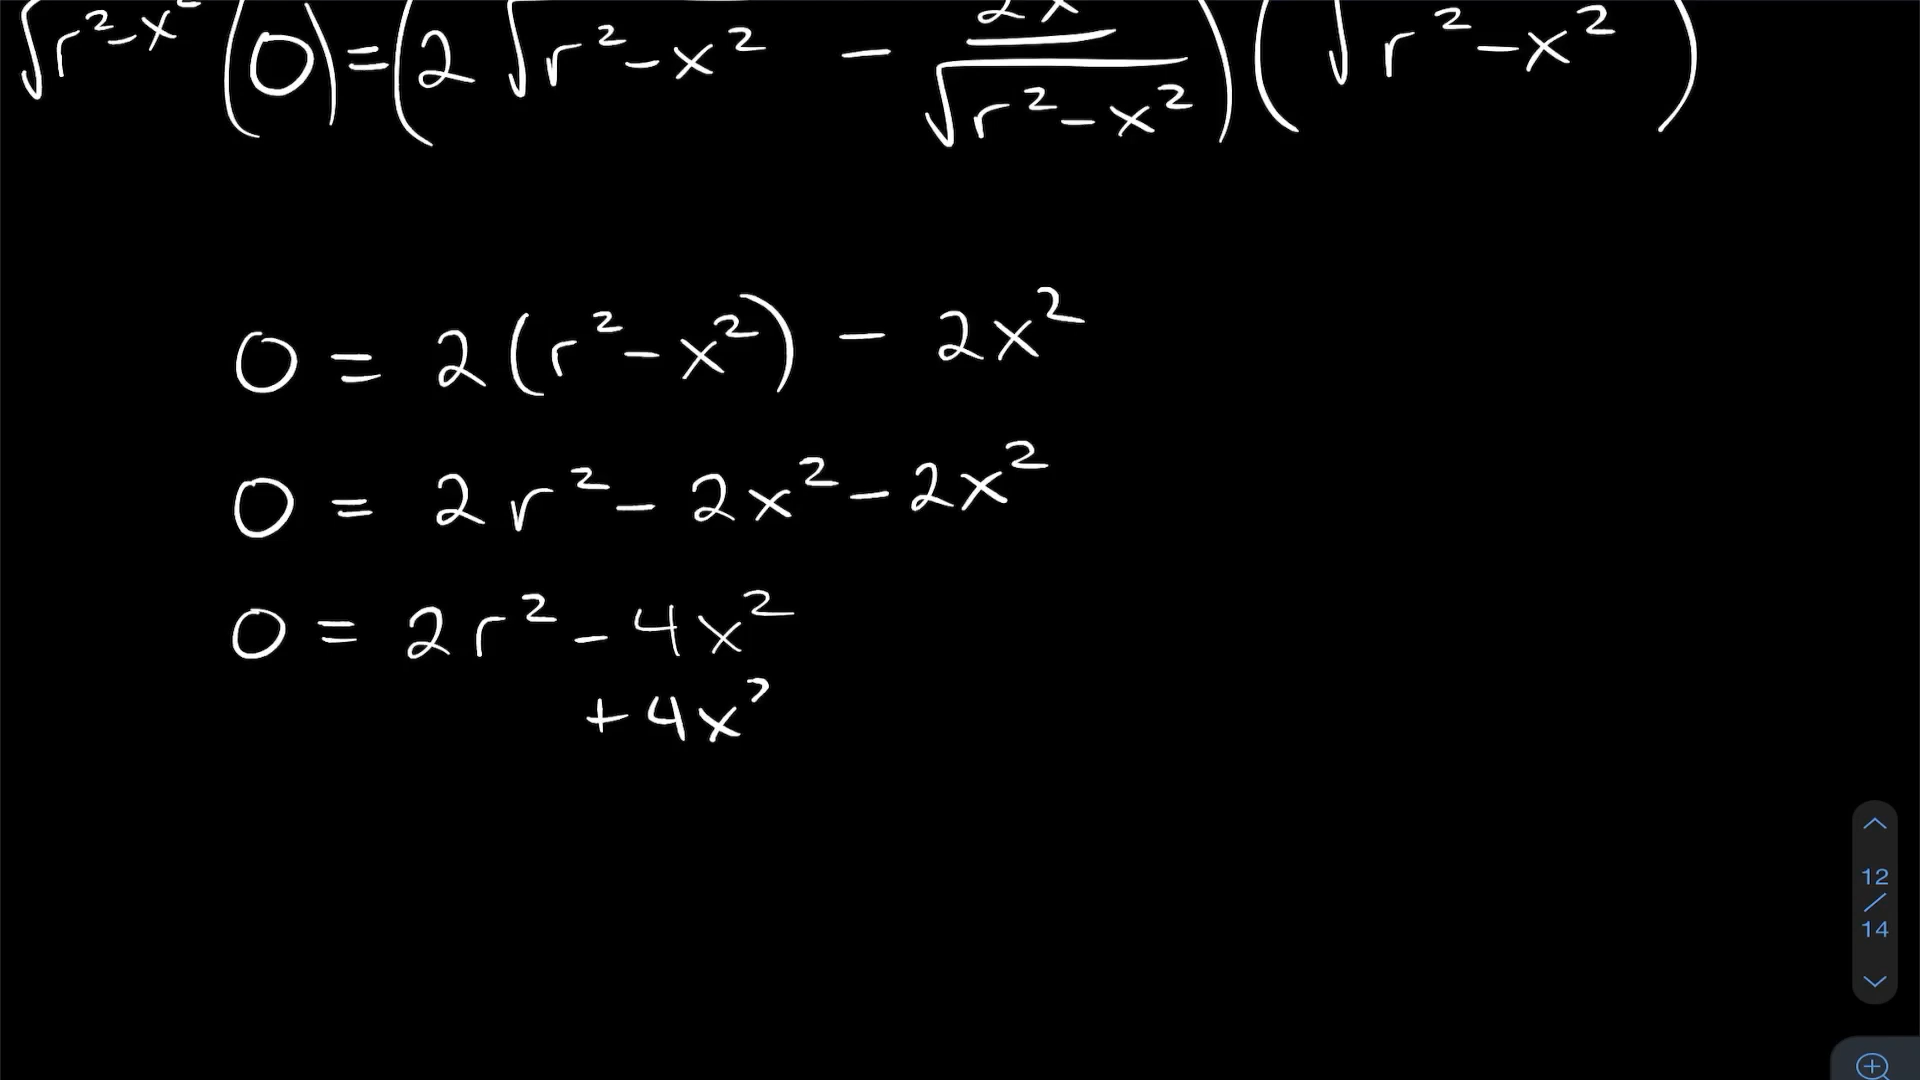 √r²-x² (0) = (2 √r²-x² - 2x / √r²-x²) (√r²-x²)
0 = 2(r²-x²) - 2x²
0 = 2r² - 2x² - 2x²
0 = 2r² - 4x²
+4x²
12
/
14